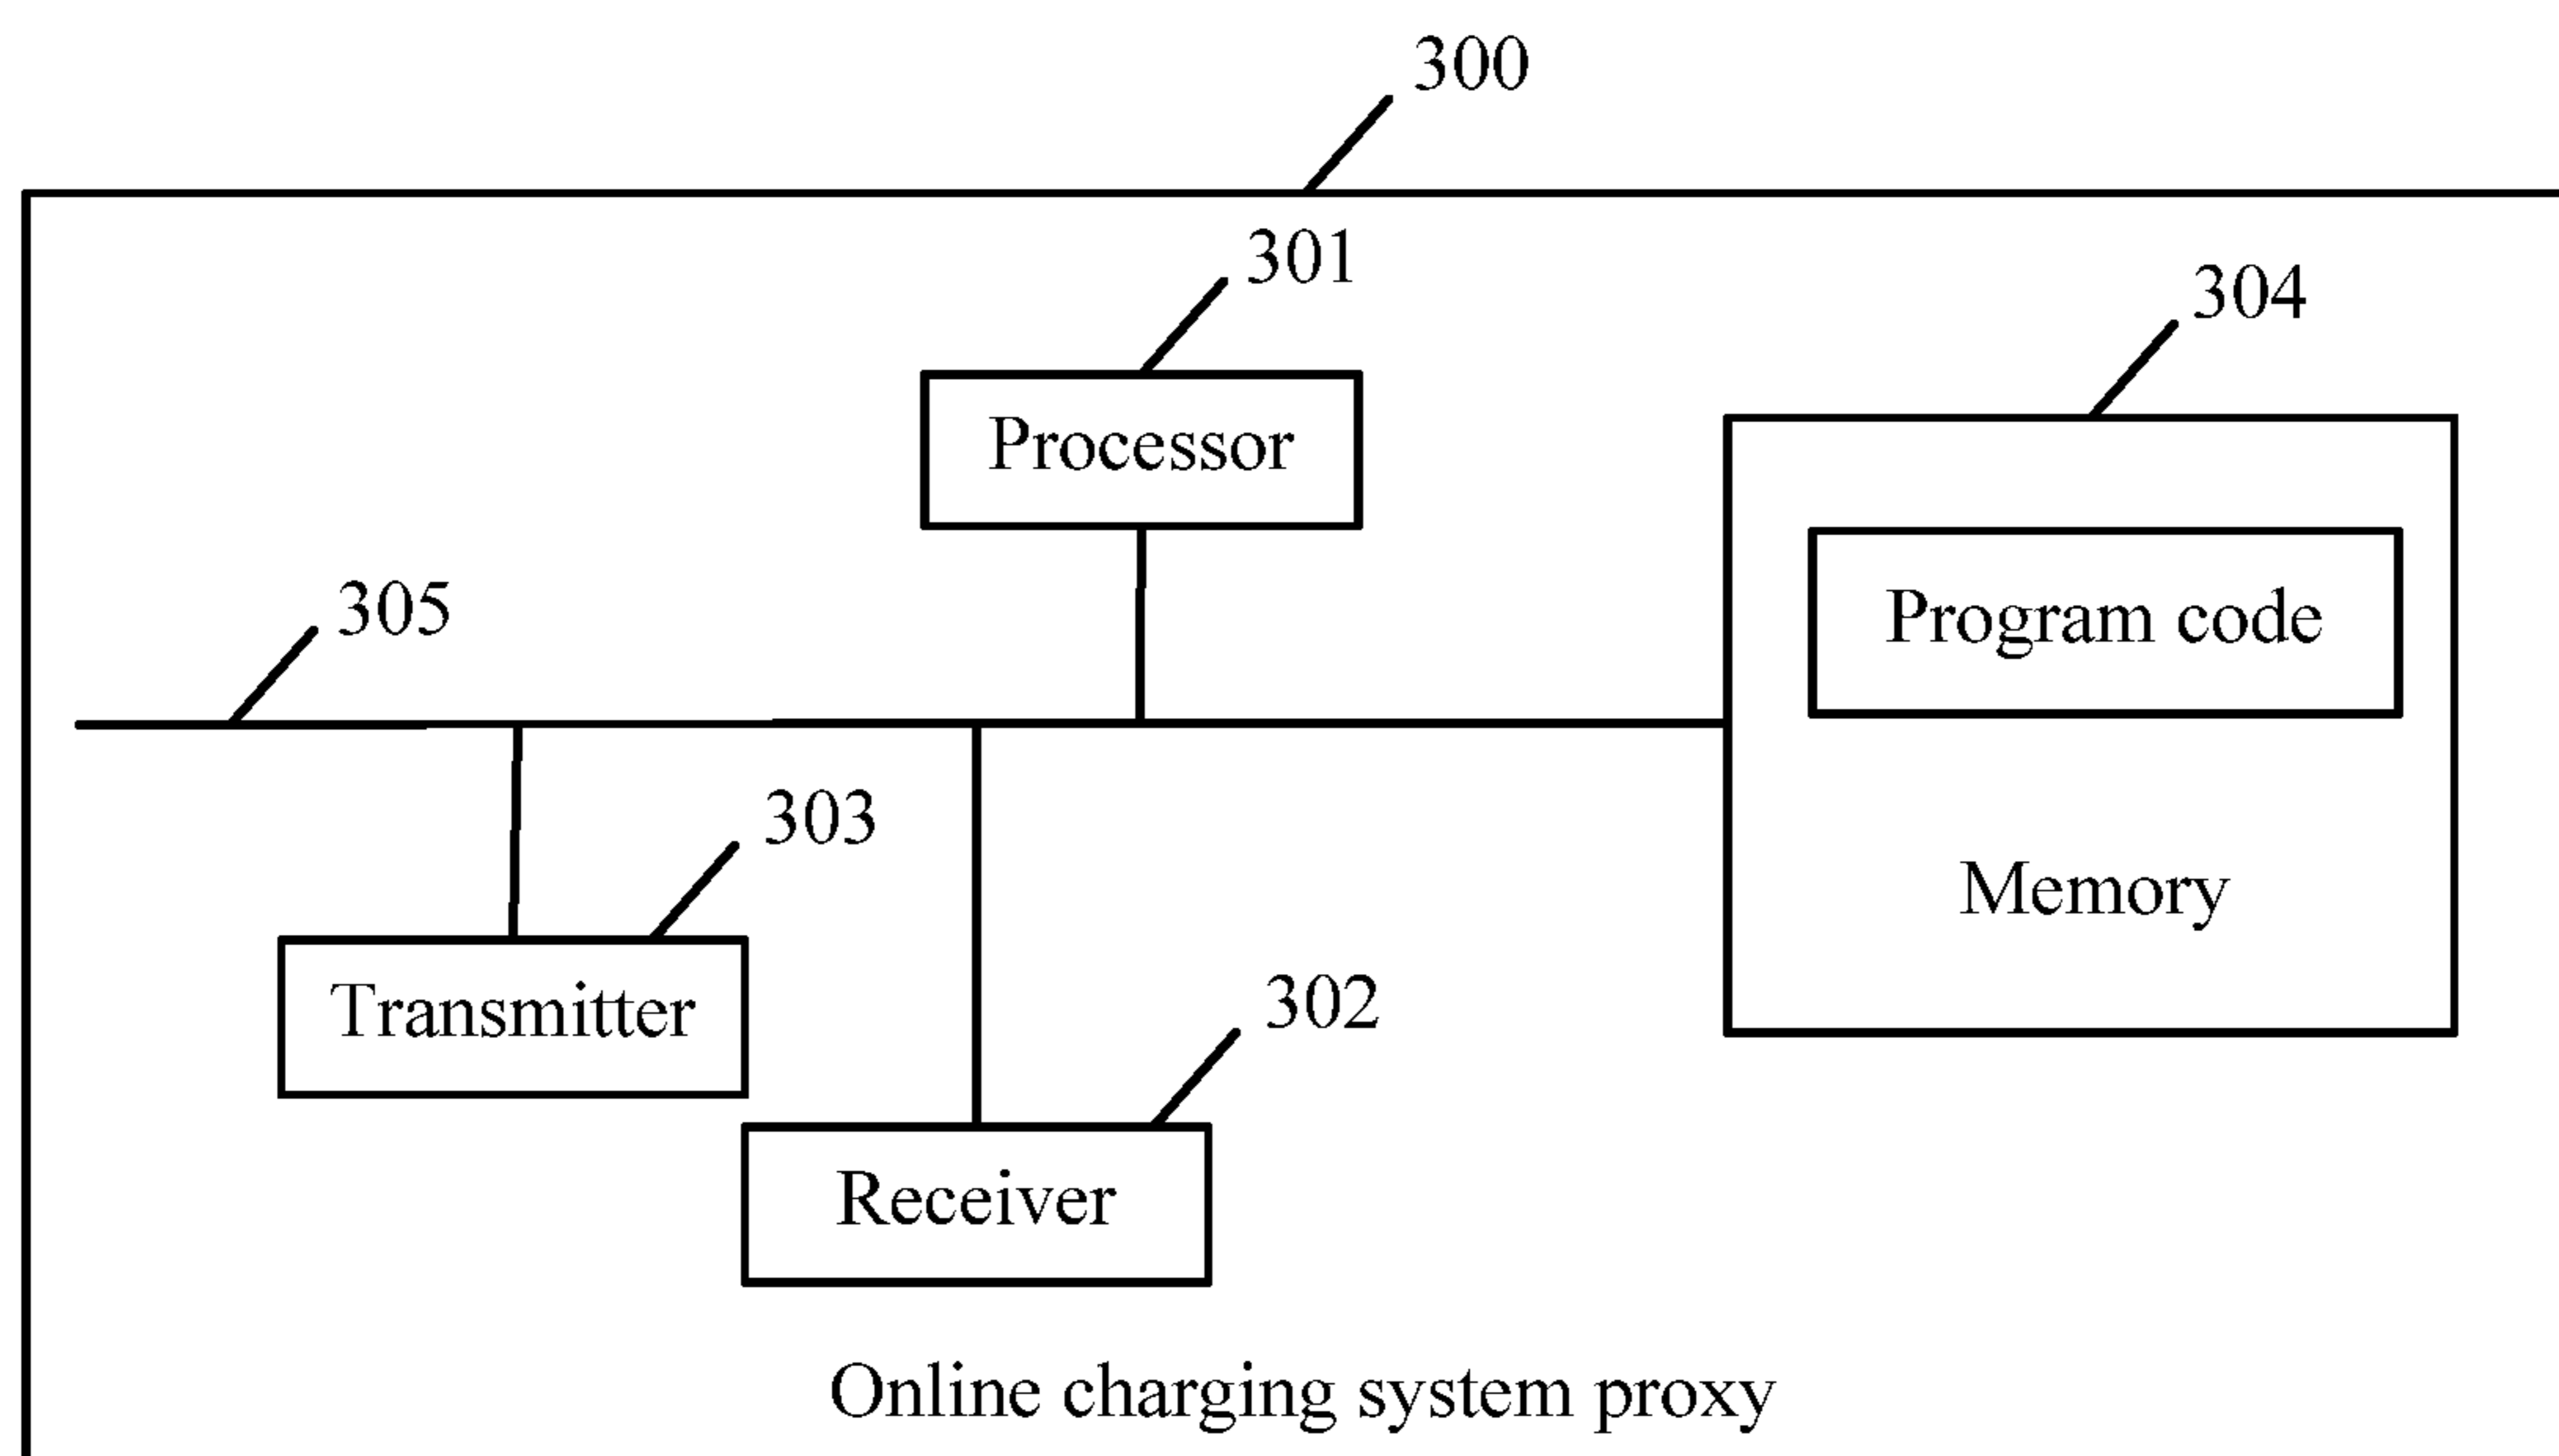 300
301
304
Processor
305
Program code
303
Memory
Transmitter
302
Receiver
Online charging system proxy